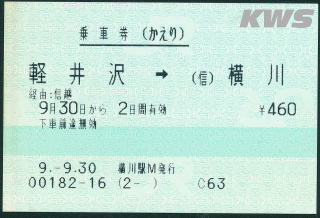 KWS
乗車券 (かえり)
軽井沢 → (信) 横川
経由:信越
9月30日から 2日間有効 ¥460
下車前途無効
9.-9.30 横川駅M発行
00182-16 (2- ) C63